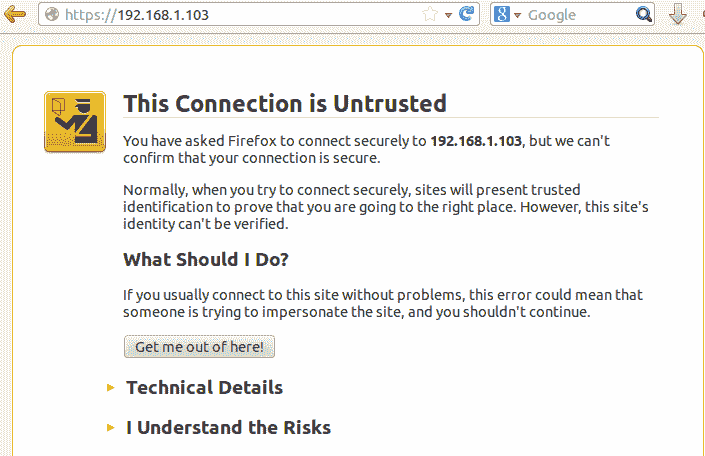 https://192.168.1.103
Google
This Connection is Untrusted
You have asked Firefox to connect securely to 192.168.1.103, but we can't
confirm that your connection is secure.
Normally, when you try to connect securely, sites will present trusted
identification to prove that you are going to the right place. However, this site's
identity can't be verified.
What Should I Do?
If you usually connect to this site without problems, this error could mean that
someone is trying to impersonate the site, and you shouldn't continue.
Get me out of here!
Technical Details
I Understand the Risks